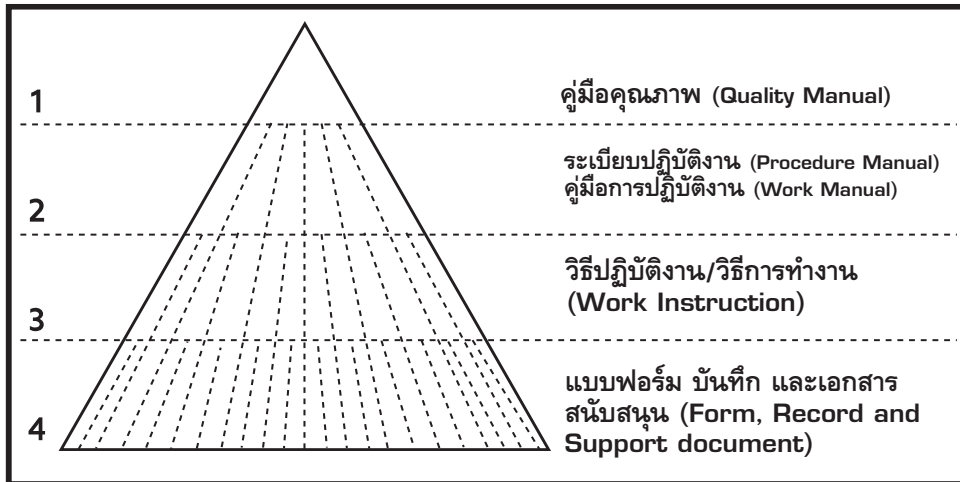 1
คู่มือคุณภาพ (Quality Manual)
ระเบียบปฏิบัติงาน (Procedure Manual)
คู่มือการปฏิบัติงาน (Work Manual)
2
วิธีปฏิบัติงาน/วิธีการทำงาน
(Work Instruction)
3
แบบฟอร์ม บันทึก และเอกสาร
สนับสนุน (Form, Record and
Support document)
4